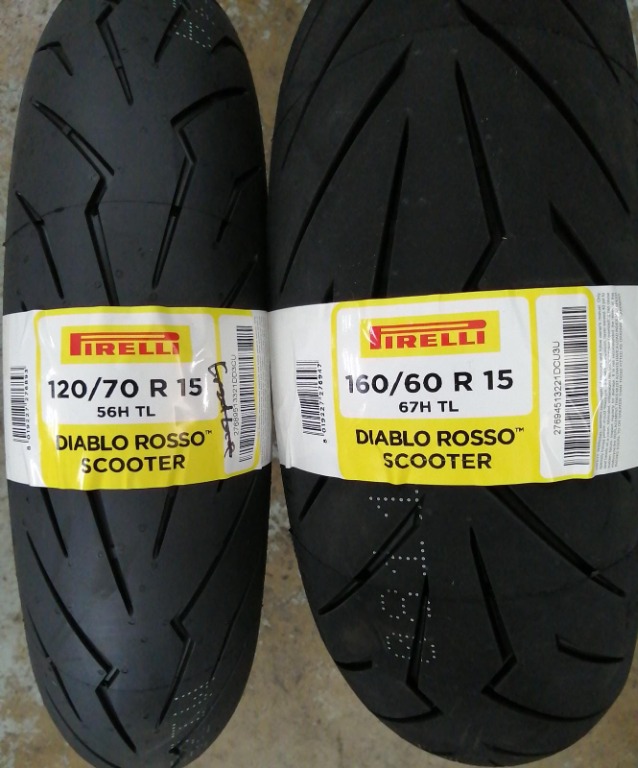 PIRELLI
120/70 R 15
56H TL
DIABLO ROSSO™
SCOOTER
PIRELLI
160/60 R 15
67H TL
DIABLO ROSSO™
SCOOTER